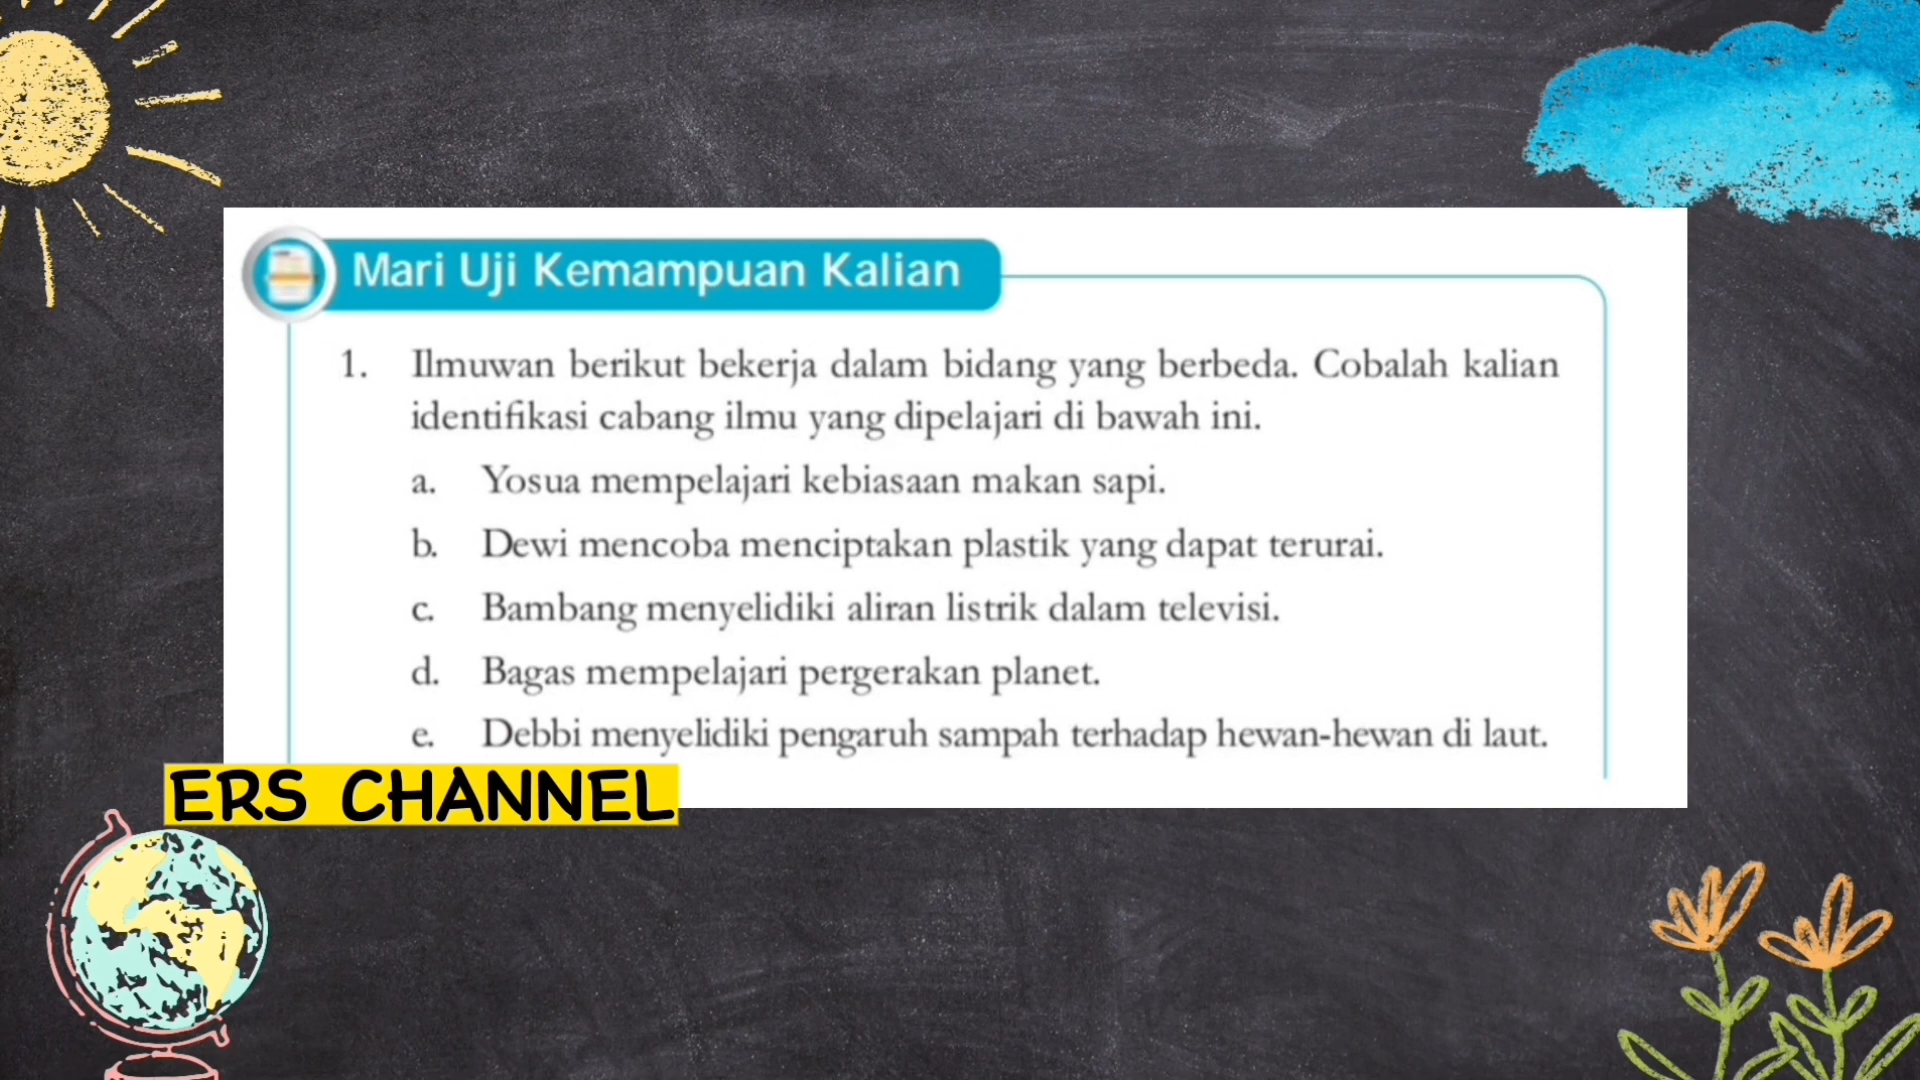 Mari Uji Kemampuan Kalian
1. Ilmuwan berikut bekerja dalam bidang yang berbeda. Cobalah kalian
identifikasi cabang ilmu yang dipelajari di bawah ini.
a. Yosua mempelajari kebiasaan makan sapi.
b. Dewi mencoba menciptakan plastik yang dapat terurai.
c. Bambang menyelidiki aliran listrik dalam televisi.
d. Bagas mempelajari pergerakan planet.
e. Debbi menyelidiki pengaruh sampah terhadap hewan-hewan di laut.
ERS CHANNEL